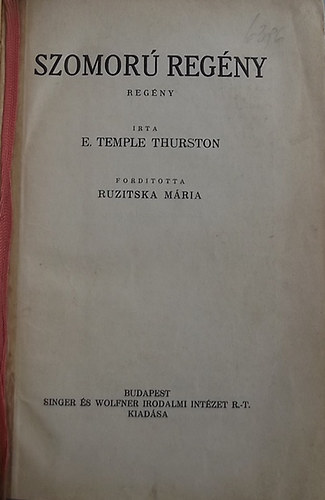 SZOMORÚ REGÉNY
REGÉNY
IRTA
E. TEMPLE THURSTON
FORDITOTTA
RUZITSKA MÁRIA
BUDAPEST
SINGER ÉS WOLFNER IRODALMI INTÉZET R.-T.
KIADÁSA